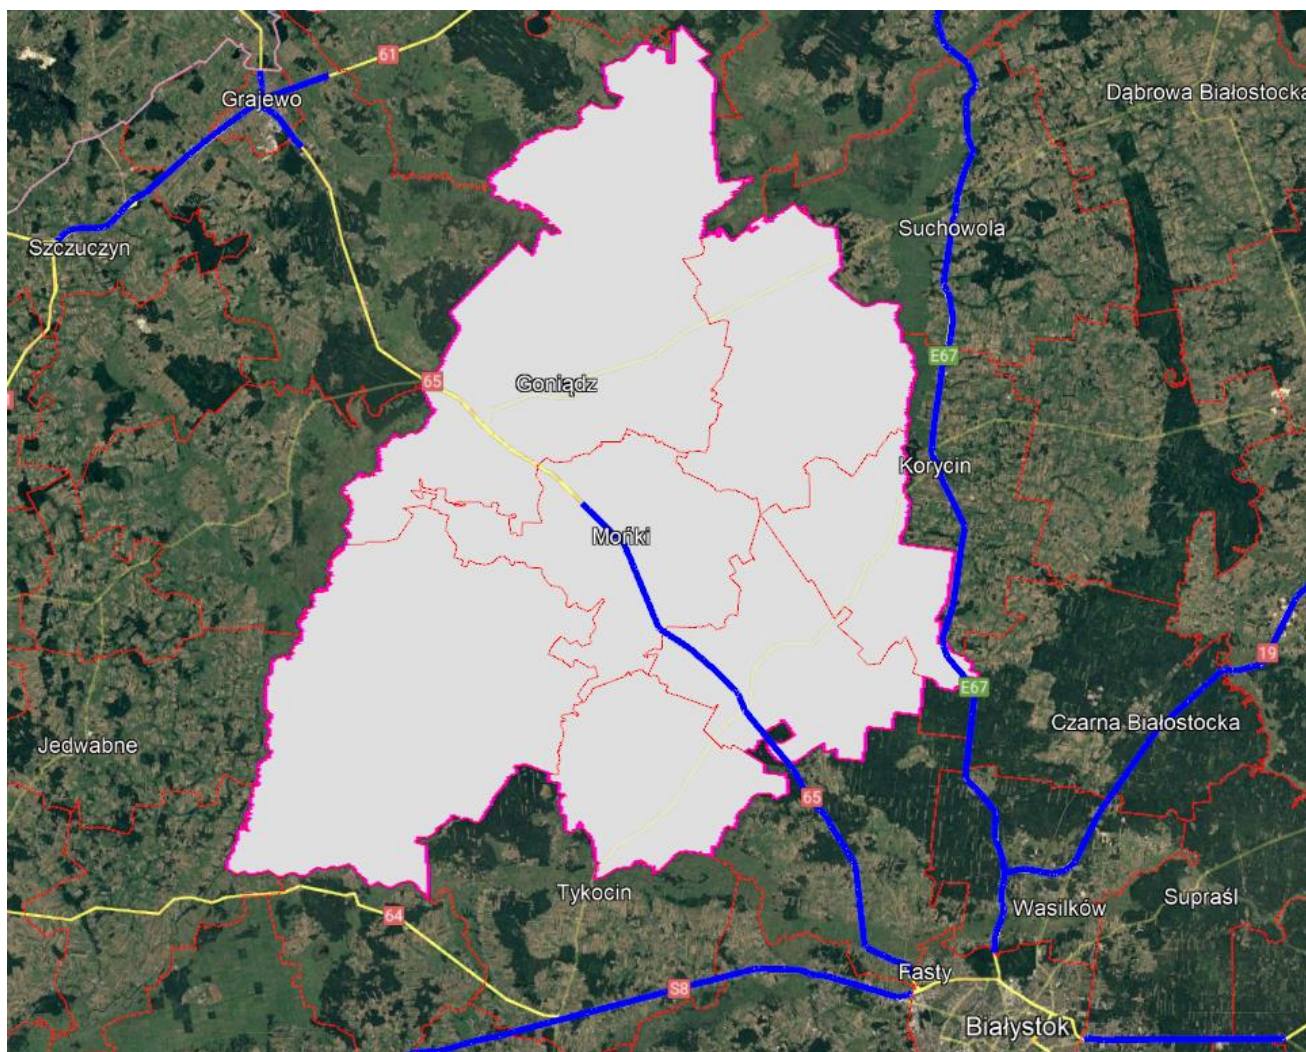 61
Grajewo
Dąbrowa Białostocka
Suchowola
Szczuczyn
E67
65
Goniądz
Korycin
Mońki
19
E67
Czarna Białostocka
Jedwabne
65
Tykocin
Supraśl
Wasilków
64
Fasty
S8
Białystok